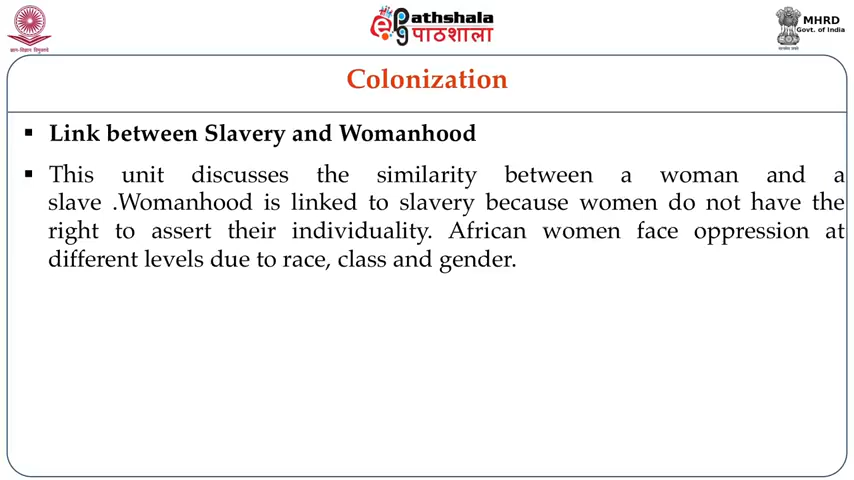 ePathshala
पाठशाला
MHRD
Govt. of India
Colonization
▪ Link between Slavery and Womanhood
▪ This unit discusses the similarity between a woman and a
slave .Womanhood is linked to slavery because women do not have the
right to assert their individuality. African women face oppression at
different levels due to race, class and gender.